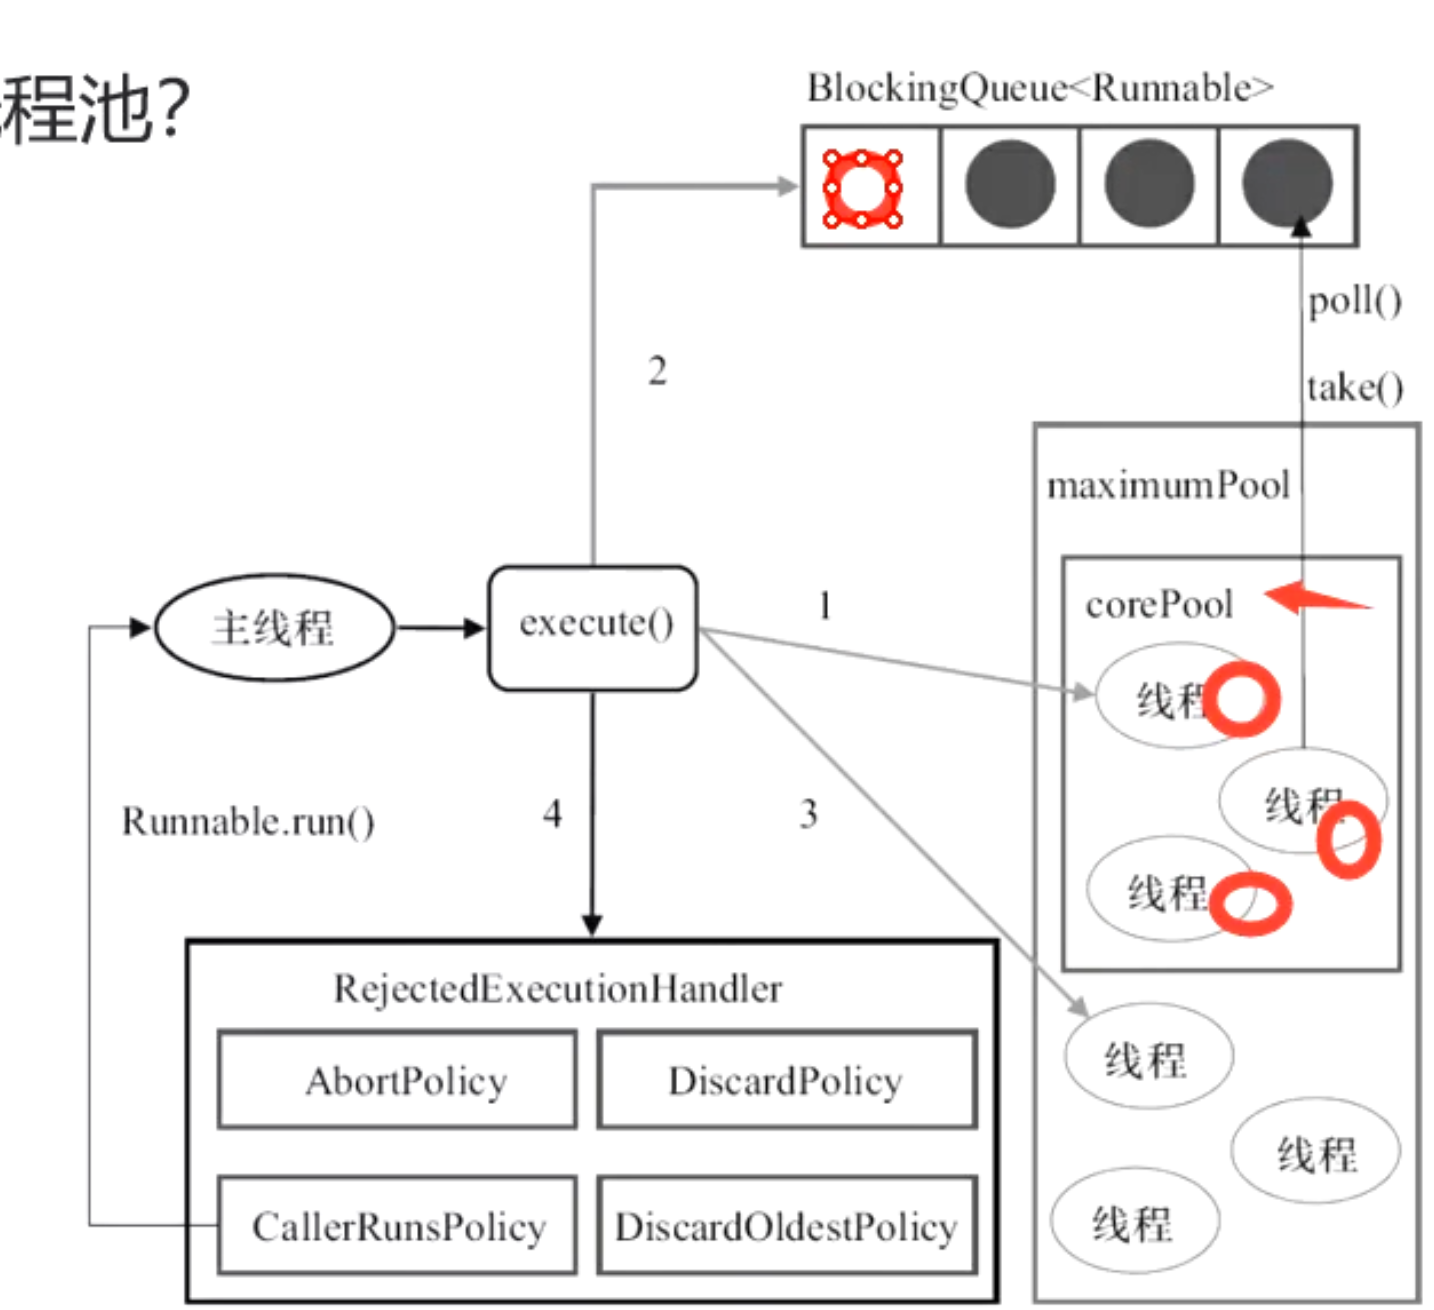 程池?
BlockingQueue<Runnable>
poll()
take()
2
maximumPool
corePool
主线程
execute()
1
线程
线程
线程
Runnable.run()
4
3
RejectedExecutionHandler
AbortPolicy
DiscardPolicy
CallerRunsPolicy
DiscardOldestPolicy
线程
线程
线程